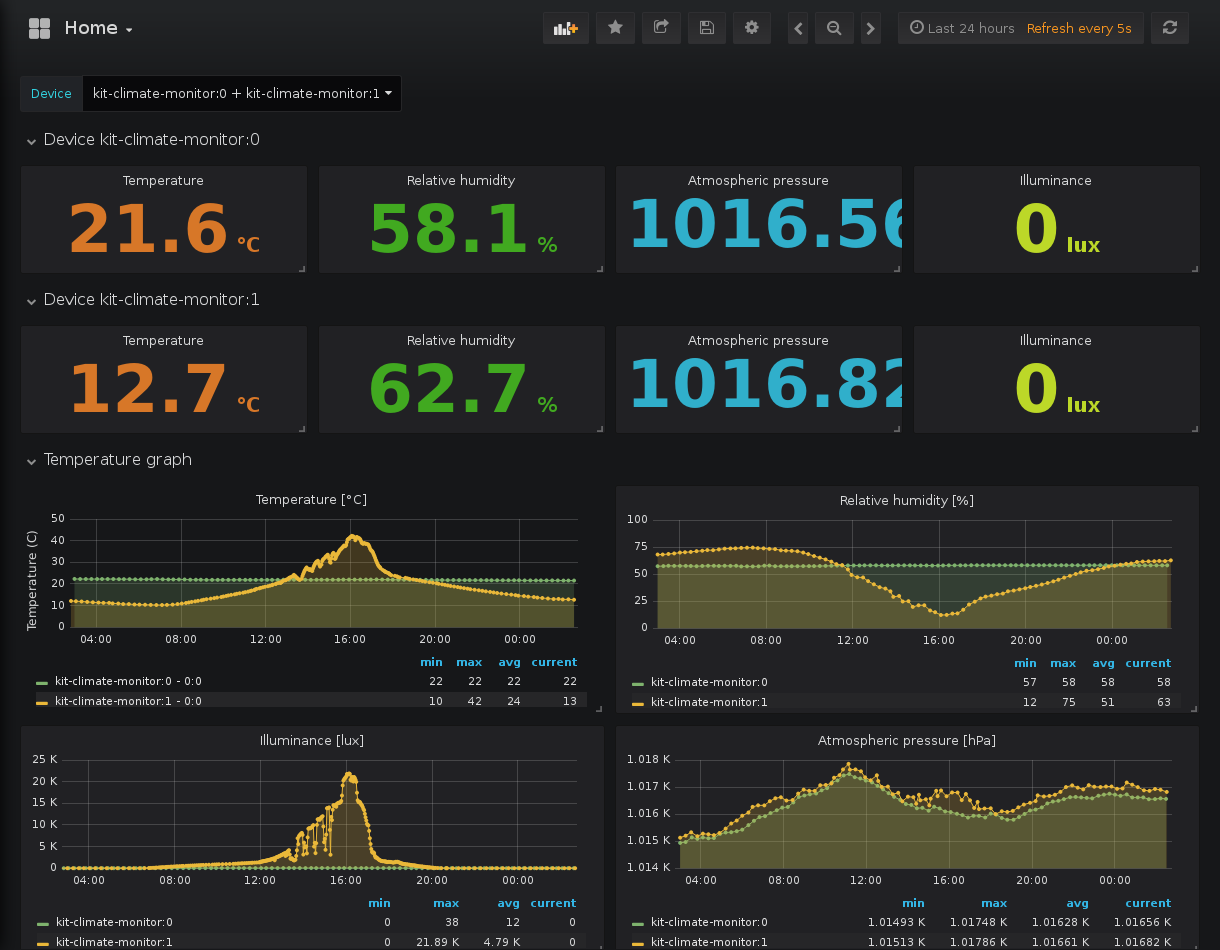 Home
Last 24 hours Refresh every 5s
Device kit-climate-monitor:0 + kit-climate-monitor:1
Device kit-climate-monitor:0
Temperature Relative humidity Atmospheric pressure Illuminance
21.6 °C 58.1 % 1016.56 0 lux
Device kit-climate-monitor:1
Temperature Relative humidity Atmospheric pressure Illuminance
12.7 °C 62.7 % 1016.82 0 lux
Temperature graph
Temperature [°C]
Temperature (C)
50
40
30
20
10
0
04:00 08:00 12:00 16:00 20:00 00:00
min max avg current
kit-climate-monitor:0 - 0:0 22 22 22 22
kit-climate-monitor:1 - 0:0 10 42 24 13
Relative humidity [%]
100
75
50
25
0
04:00 08:00 12:00 16:00 20:00 00:00
min max avg current
kit-climate-monitor:0 57 58 58 58
kit-climate-monitor:1 12 75 51 63
Illuminance [lux]
25 K
20 K
15 K
10 K
5 K
0
04:00 08:00 12:00 16:00 20:00 00:00
min max avg current
kit-climate-monitor:0 0 38 12 0
kit-climate-monitor:1 0 21.89 K 4.79 K 0
Atmospheric pressure [hPa]
1.018 K
1.017 K
1.016 K
1.015 K
1.014 K
04:00 08:00 12:00 16:00 20:00 00:00
min max avg current
kit-climate-monitor:0 1.01493 K 1.01748 K 1.01628 K 1.01656 K
kit-climate-monitor:1 1.01513 K 1.01786 K 1.01661 K 1.01682 K